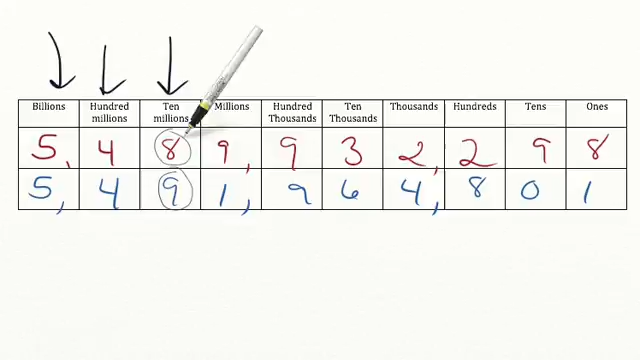 Billions Hundred millions Ten millions Millions Hundred Thousands Ten Thousands Thousands Hundreds Tens Ones
5, 4 8 9, 9 3 2, 2 9 8
5, 4 9 1, 9 6 4, 8 0 1